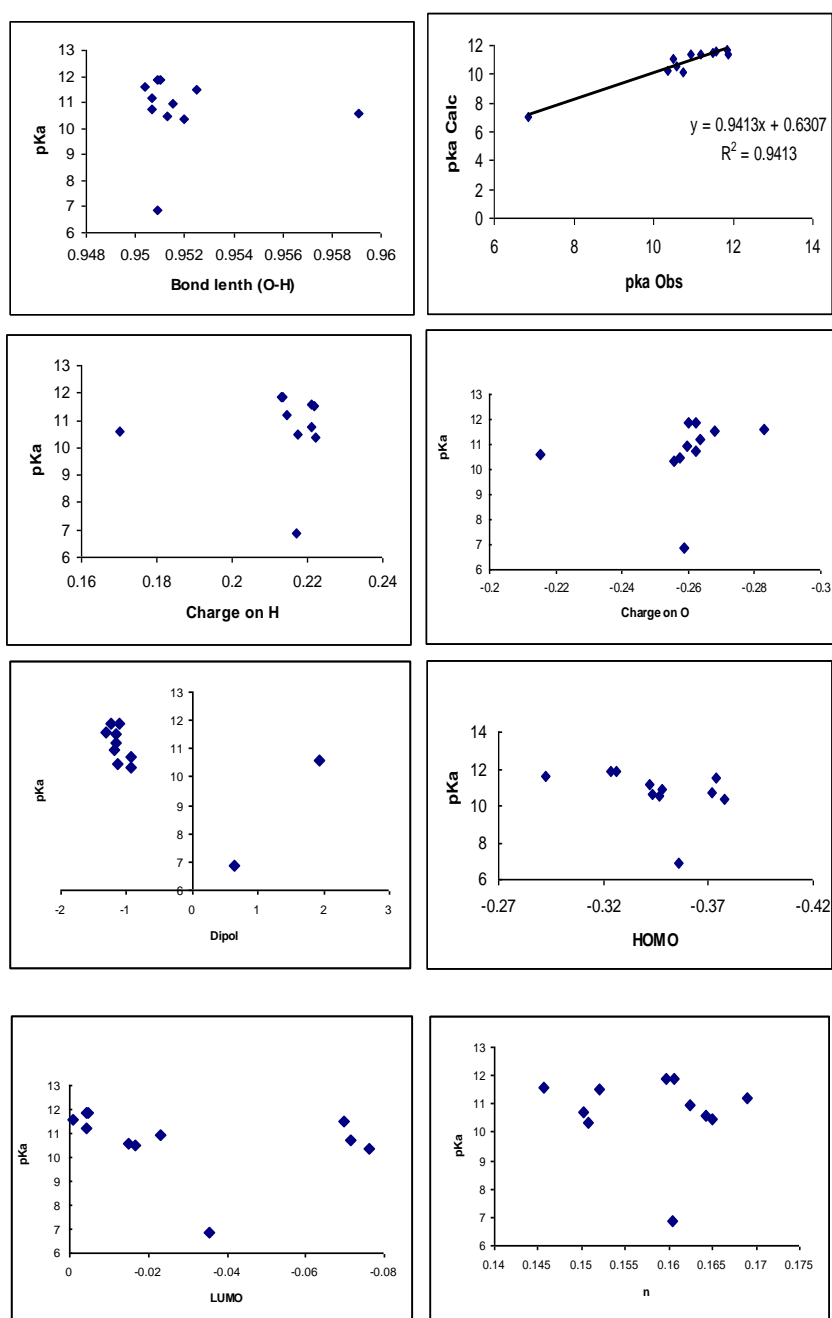 13
12
11
10
9
8
7
6
pKa
0.948 0.95 0.952 0.954 0.956 0.958 0.96
Bond lenth (O-H)
12
10
8
6
4
2
0
pka Calc
y = 0.9413x + 0.6307
R² = 0.9413
6 8 10 12 14
pka Obs
13
12
11
10
9
8
7
6
pKa
0.16 0.18 0.2 0.22 0.24
Charge on H
13
12
11
10
9
8
7
6
pKa
-0.2 -0.22 -0.24 -0.26 -0.28 -0.3
Charge on O
13
12
11
10
9
8
7
6
pKa
-2 -1 0 1 2 3
Dipol
14
12
10
8
6
pKa
-0.27 -0.32 -0.37 -0.42
HOMO
13
12
11
10
9
8
7
6
pKa
0 -0.02 -0.04 -0.06 -0.08
LUMO
13
12
11
10
9
8
7
6
pKa
0.14 0.145 0.15 0.155 0.16 0.165 0.17 0.175
n